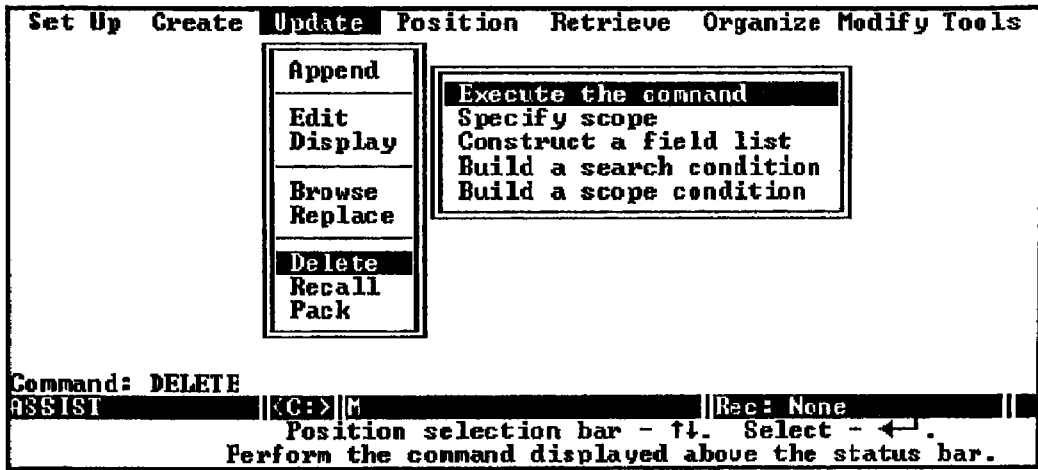 Set Up Create Update Position Retrieve Organize Modify Tools
Append
Edit
Display
Browse
Replace
Delete
Recall
Pack
Execute the command
Specify scope
Construct a field list
Build a search condition
Build a scope condition
Command: DELETE
ASSIST <C:> M Rec: None
Position selection bar - ↑↓. Select - ↵.
Perform the command displayed above the status bar.